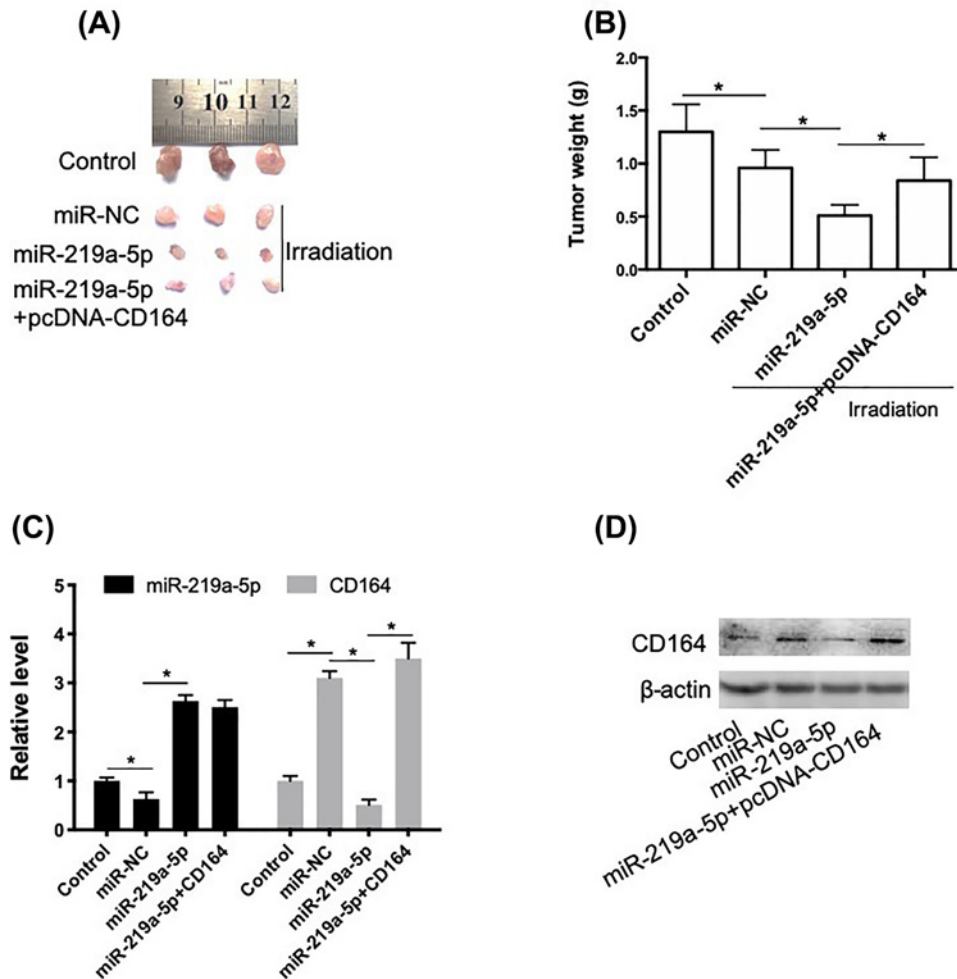 (A)
9 10 11 12
Control
miR-NC
miR-219a-5p
miR-219a-5p
+pcDNA-CD164
Irradiation
(B)
Tumor weight (g)
2.0
1.5
1.0
0.5
0.0
*
*
*
Control
miR-NC
miR-219a-5p
miR-219a-5p+pcDNA-CD164
Irradiation
(C)
miR-219a-5p
CD164
Relative level
5
4
3
2
1
0
*
*
*
*
*
Control
miR-NC
miR-219a-5p
miR-219a-5p+CD164
Control
miR-NC
miR-219a-5p
miR-219a-5p+CD164
(D)
CD164
β-actin
Control
miR-NC
miR-219a-5p
miR-219a-5p+pcDNA-CD164